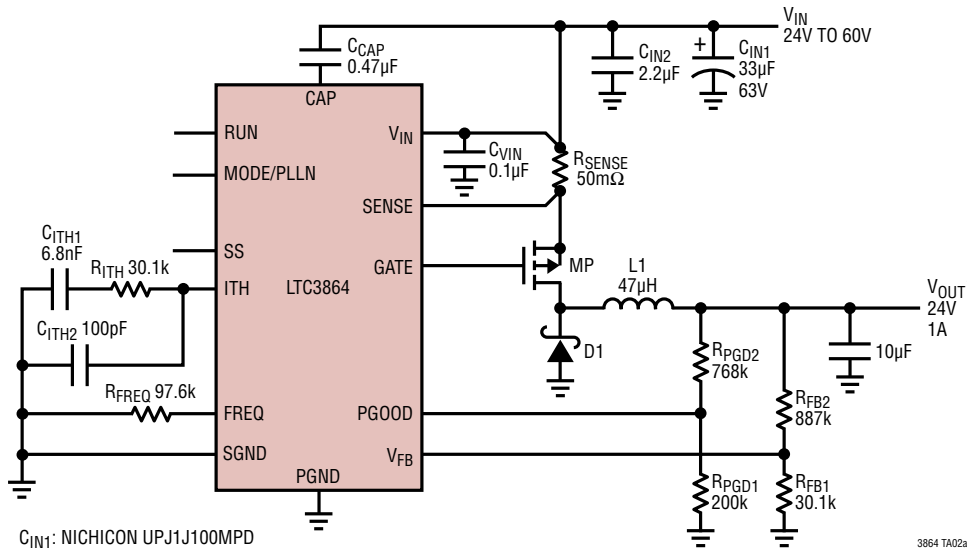 VIN
24V TO 60V
CCAP
0.47µF
CIN2
2.2µF
+
CIN1
33µF
63V
CAP
RUN
VIN
CVIN
0.1µF
RSENSE
50mΩ
MODE/PLLN
SENSE
CITH1
6.8nF
SS
RITH 30.1k
ITH
LTC3864
GATE
MP
L1
47µH
VOUT
24V
1A
CITH2 100pF
D1
RPGD2
768k
10µF
RFREQ 97.6k
FREQ
PGOOD
RFB2
887k
SGND
VFB
PGND
RPGD1
200k
RFB1
30.1k
CIN1: NICHICON UPJ1J100MPD
3864 TA02a